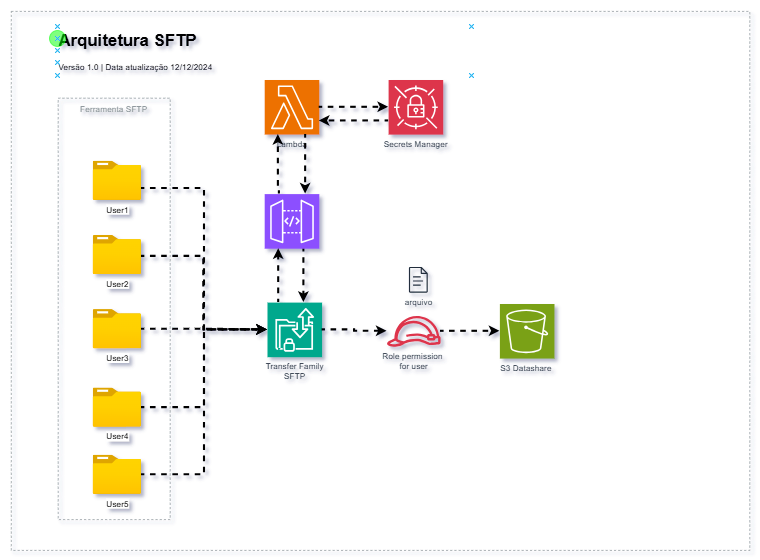 Arquitetura SFTP
Versão 1.0 | Data atualização 12/12/2024
Ferramenta SFTP
Lambda
Secrets Manager
User1
User2
</>
arquivo
User3
Transfer Family
SFTP
Role permission
for user
S3 Datashare
User4
User5